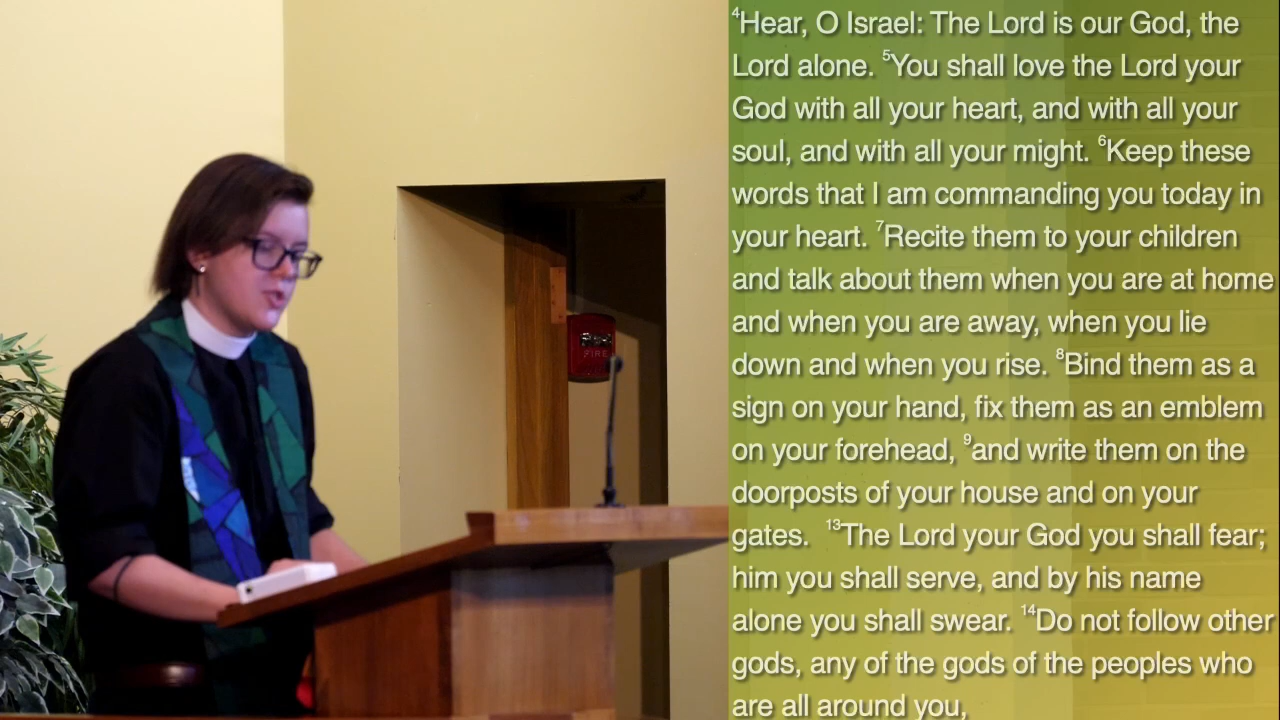 ⁴Hear, O Israel: The Lord is our God, the
Lord alone. ⁵You shall love the Lord your
God with all your heart, and with all your
soul, and with all your might. ⁶Keep these
words that I am commanding you today in
your heart. ⁷Recite them to your children
and talk about them when you are at home
and when you are away, when you lie
down and when you rise. ⁸Bind them as a
sign on your hand, fix them as an emblem
on your forehead, ⁹and write them on the
doorposts of your house and on your
gates. ¹³The Lord your God you shall fear;
him you shall serve, and by his name
alone you shall swear. ¹⁴Do not follow other
gods, any of the gods of the peoples who
are all around you,
FIRE